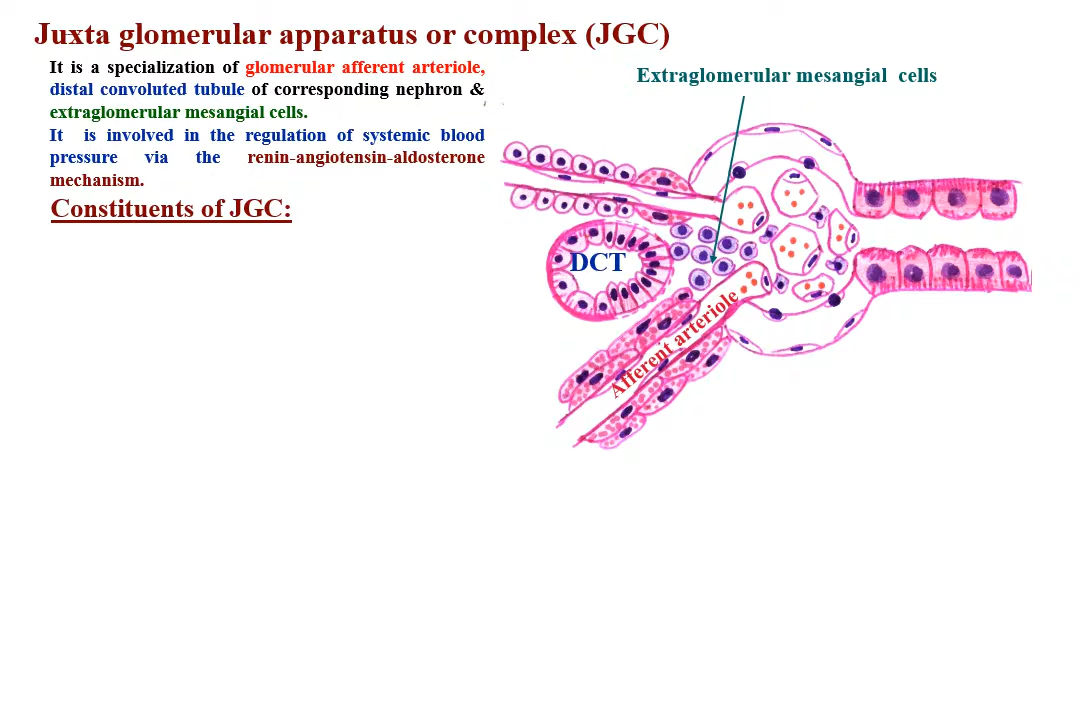 Juxta glomerular apparatus or complex (JGC)
It is a specialization of glomerular afferent arteriole,
distal convoluted tubule of corresponding nephron &
extraglomerular mesangial cells.
It is involved in the regulation of systemic blood
pressure via the renin-angiotensin-aldosterone
mechanism.
Constituents of JGC:
Extraglomerular mesangial cells
DCT
Afferent arteriole